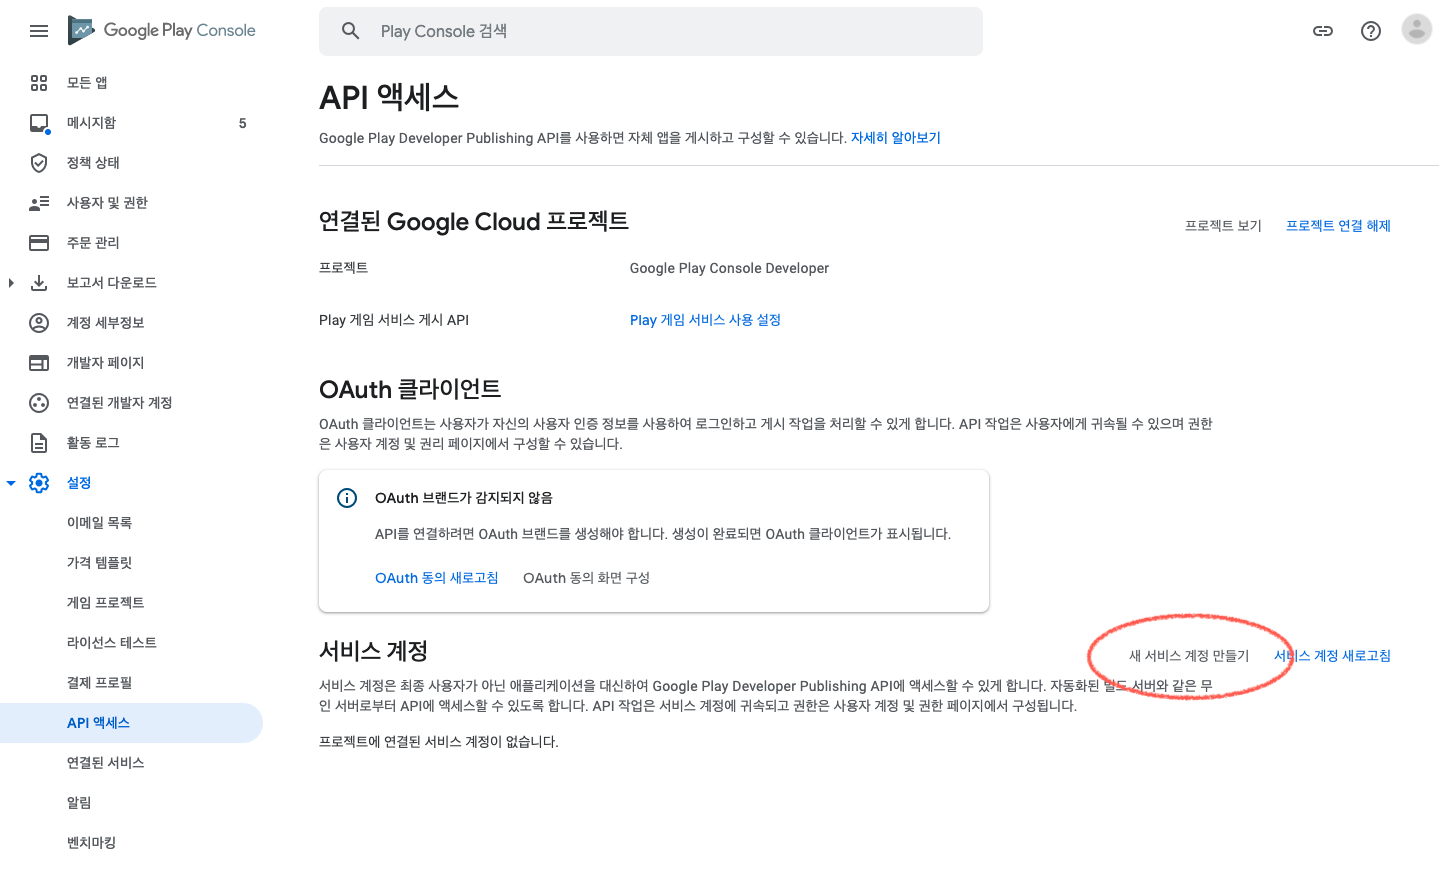 Google Play Console
Play Console 검색
모든 앱
메시지함 5
정책 상태
사용자 및 권한
주문 관리
보고서 다운로드
계정 세부정보
개발자 페이지
연결된 개발자 계정
활동 로그
설정
이메일 목록
가격 템플릿
게임 프로젝트
라이선스 테스트
결제 프로필
API 액세스
연결된 서비스
알림
벤치마킹
API 액세스
Google Play Developer Publishing API를 사용하면 자체 앱을 게시하고 구성할 수 있습니다. 자세히 알아보기
연결된 Google Cloud 프로젝트
프로젝트 보기 프로젝트 연결 해제
프로젝트 Google Play Console Developer
Play 게임 서비스 게시 API Play 게임 서비스 사용 설정
OAuth 클라이언트
OAuth 클라이언트는 사용자가 자신의 사용자 인증 정보를 사용하여 로그인하고 게시 작업을 처리할 수 있게 합니다. API 작업은 사용자에게 귀속될 수 있으며 권한
은 사용자 계정 및 권리 페이지에서 구성할 수 있습니다.
OAuth 브랜드가 감지되지 않음
API를 연결하려면 OAuth 브랜드를 생성해야 합니다. 생성이 완료되면 OAuth 클라이언트가 표시됩니다.
OAuth 동의 새로고침 OAuth 동의 화면 구성
서비스 계정
새 서비스 계정 만들기 서비스 계정 새로고침
서비스 계정은 최종 사용자가 아닌 애플리케이션을 대신하여 Google Play Developer Publishing API에 액세스할 수 있게 합니다. 자동화된 빌드 서버와 같은 무
인 서버로부터 API에 액세스할 수 있도록 합니다. API 작업은 서비스 계정에 귀속되고 권한은 사용자 계정 및 권한 페이지에서 구성됩니다.
프로젝트에 연결된 서비스 계정이 없습니다.